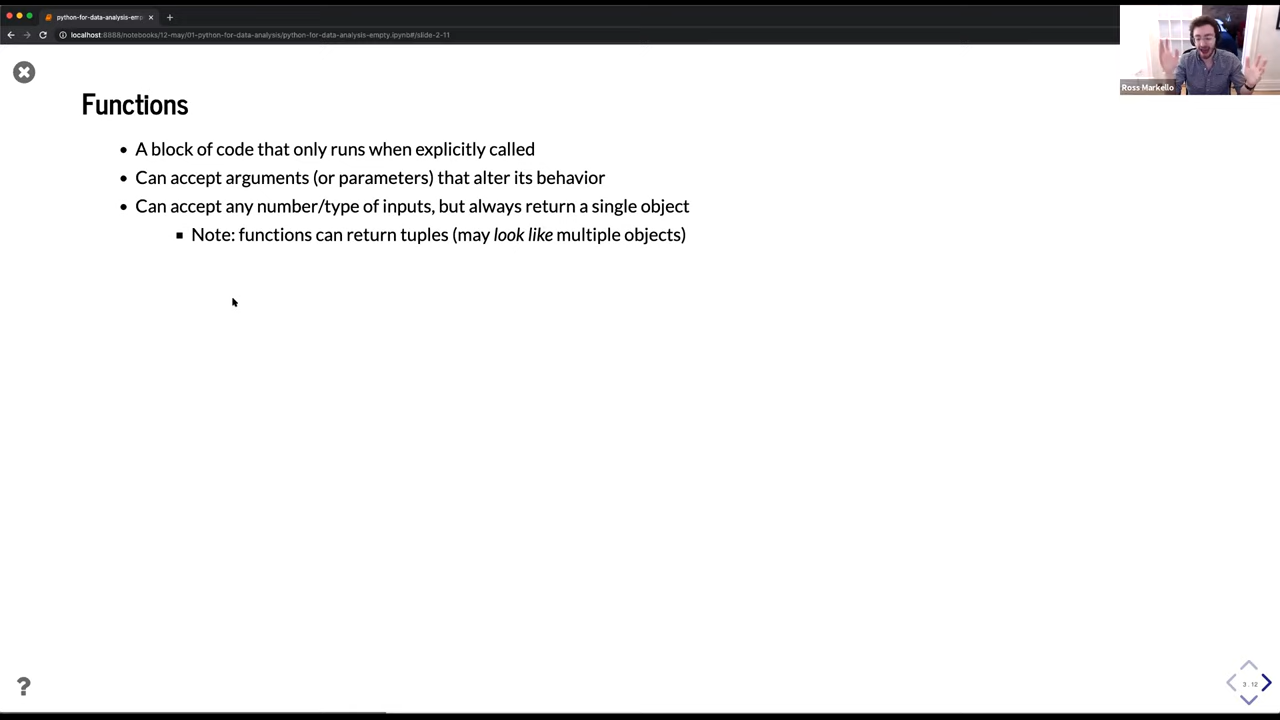 python-for-data-analysis-emp
localhost:8888/notebooks/12-may/01-python-for-data-analysis/python-for-data-analysis-empty.ipynb#/slide-2-11
Ross Markello
Functions
A block of code that only runs when explicitly called
Can accept arguments (or parameters) that alter its behavior
Can accept any number/type of inputs, but always return a single object
Note: functions can return tuples (may look like multiple objects)
?
3.12